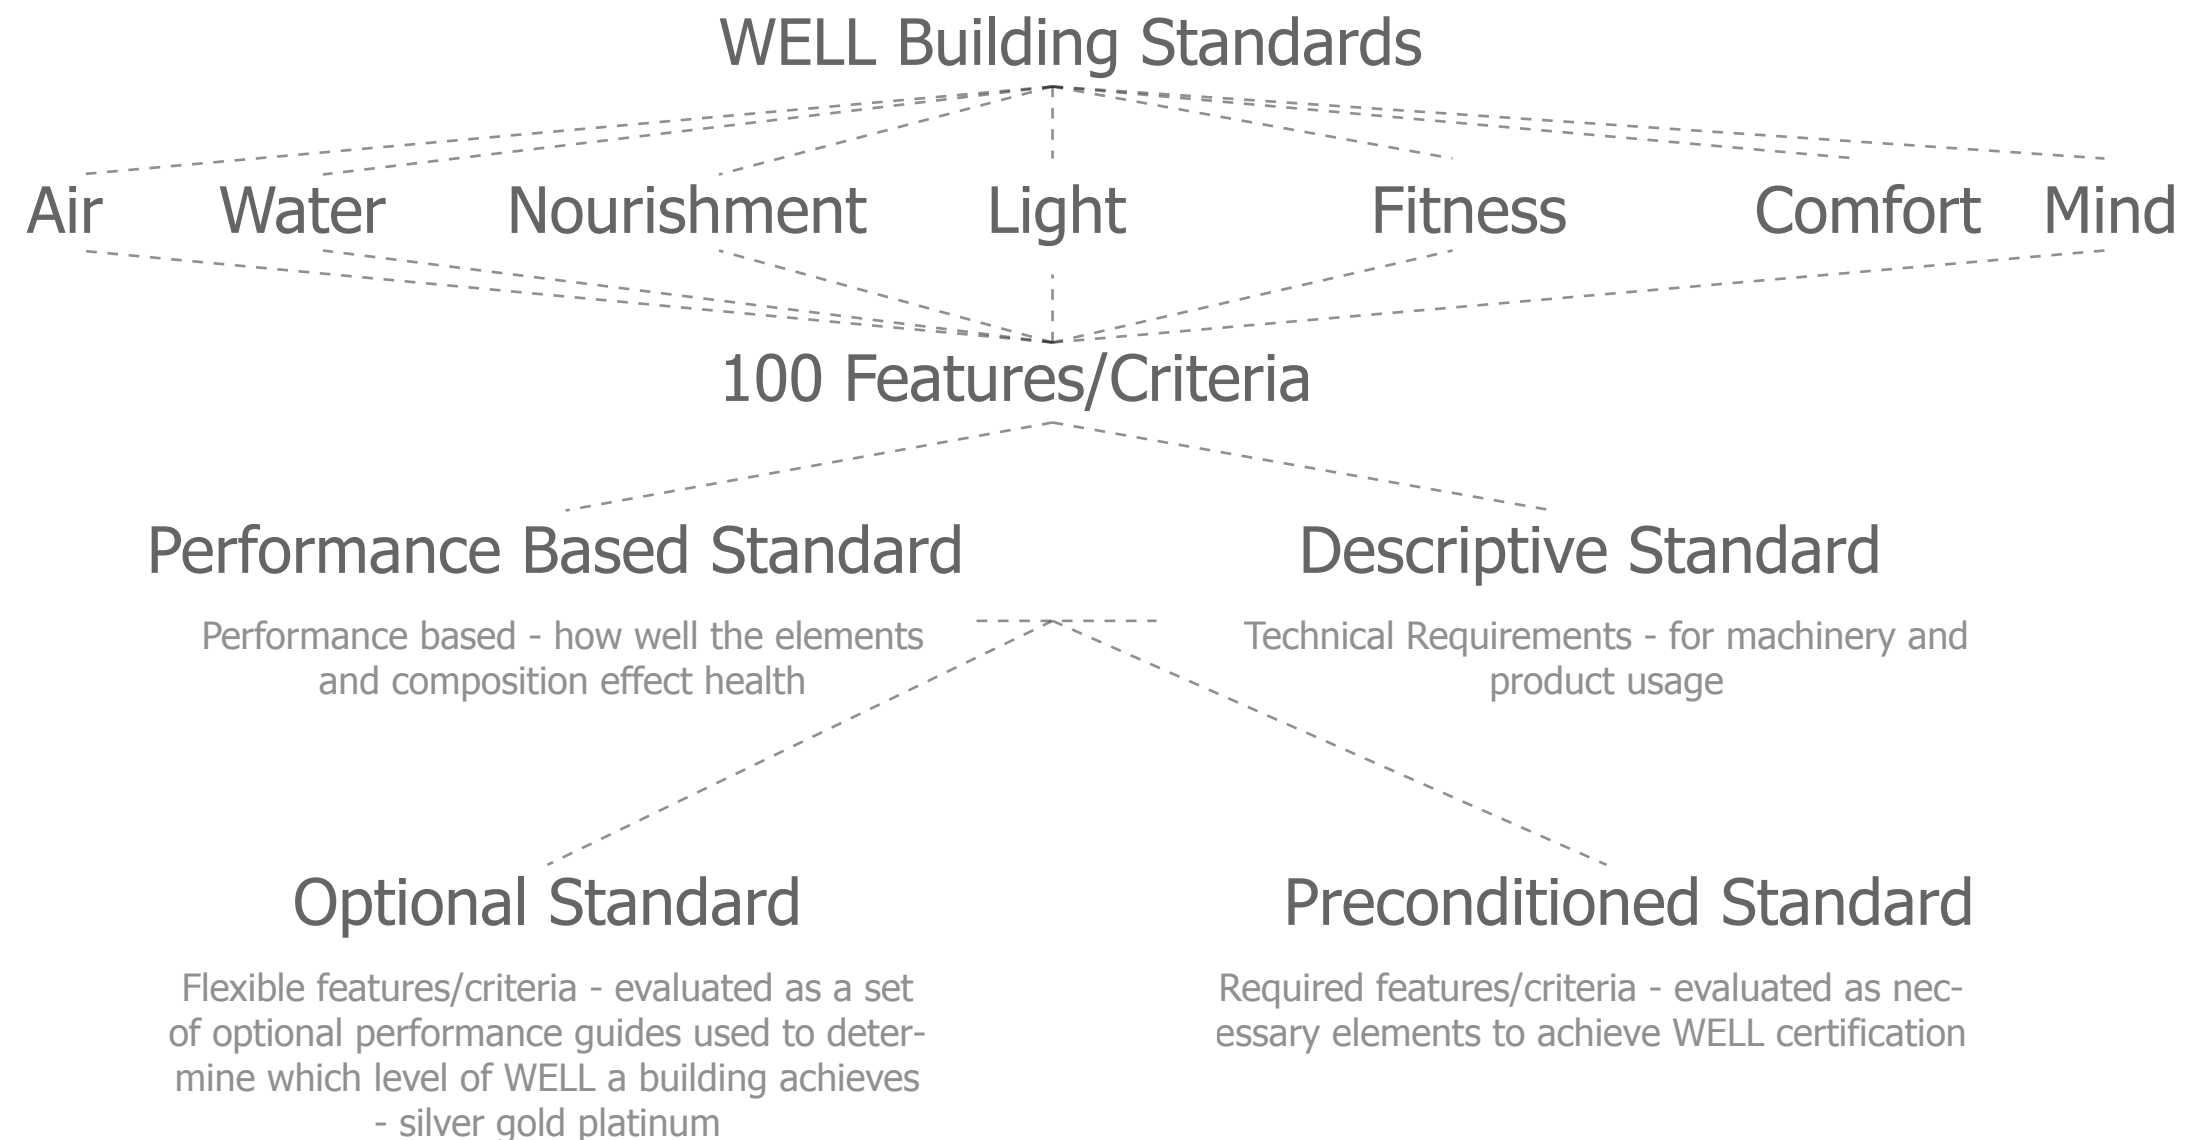 WELL Building Standards
Air Water Nourishment Light Fitness Comfort Mind
100 Features/Criteria
Performance Based Standard
Performance based - how well the elements
and composition effect health
Descriptive Standard
Technical Requirements - for machinery and
product usage
Optional Standard
Flexible features/criteria - evaluated as a set
of optional performance guides used to deter-
mine which level of WELL a building achieves
- silver gold platinum
Preconditioned Standard
Required features/criteria - evaluated as nec-
essary elements to achieve WELL certification